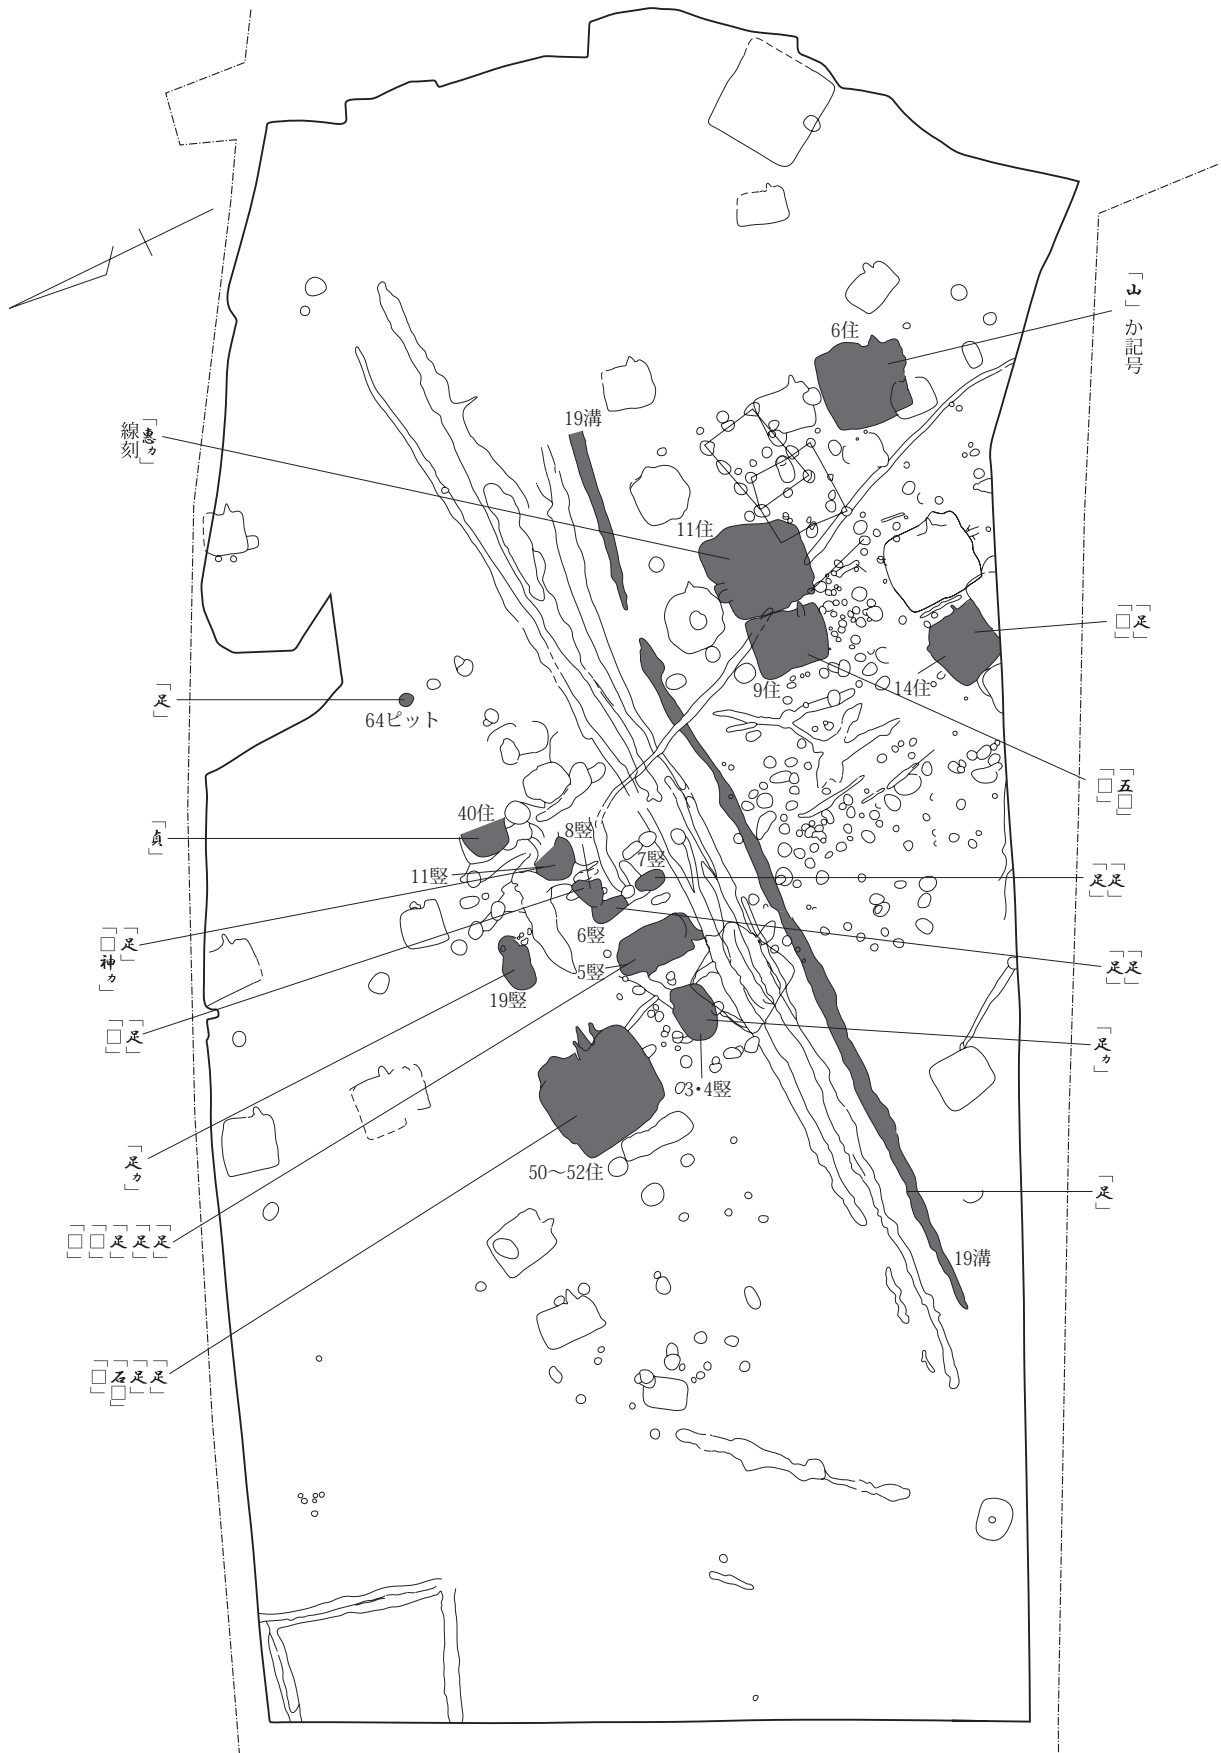 「山」か記号
6住
19溝
「惠カ」
線刻
11住
「足」
「□」
9住
14住
「足」
64ピット
「五□」
「□」
「貞」
40住
8竪
7竪
11竪
「足」
「足」
「足」
「□神カ」
6竪
「足」
「足」
5竪
19竪
「足」
「□」
「足カ」
3・4竪
「足カ」
50〜52住
「足」
「足」
「足」
「足」
「□」
「□」
19溝
「足」
「足」
「石□」
「□」